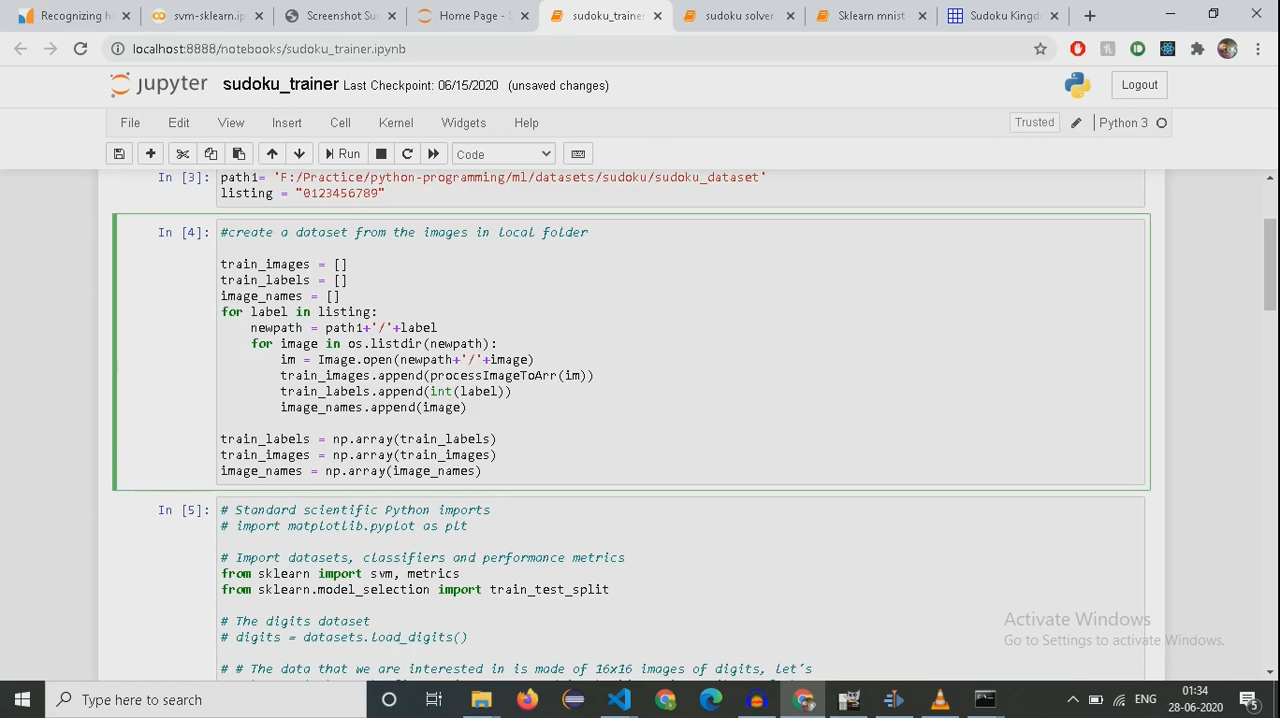 Recognizing h
svm-sklearn.ip
Screenshot Su
Home Page - S
sudoku_traine
sudoku solver
Sklearn mnist
Sudoku Kingd
localhost:8888/notebooks/sudoku_trainer.ipynb
jupyter sudoku_trainer Last Checkpoint: 06/15/2020 (unsaved changes)
Logout
File Edit View Insert Cell Kernel Widgets Help
Trusted
Python 3
Run
Code
In [3]: path1= 'F:/Practice/python-programming/ml/datasets/sudoku/sudoku_dataset'
listing = "0123456789"
In [4]: #create a dataset from the images in local folder
train_images = []
train_labels = []
image_names = []
for label in listing:
newpath = path1+'/'+label
for image in os.listdir(newpath):
im = Image.open(newpath+'/'+image)
train_images.append(processImageToArr(im))
train_labels.append(int(label))
image_names.append(image)
train_labels = np.array(train_labels)
train_images = np.array(train_images)
image_names = np.array(image_names)
In [5]: # Standard scientific Python imports
# import matplotlib.pyplot as plt
# Import datasets, classifiers and performance metrics
from sklearn import svm, metrics
from sklearn.model_selection import train_test_split
# The digits dataset
# digits = datasets.load_digits()
# # The data that we are interested in is made of 16x16 images of digits, let's
Activate Windows
Go to Settings to activate Windows.
Type here to search
ENG
01:34
28-06-2020
5